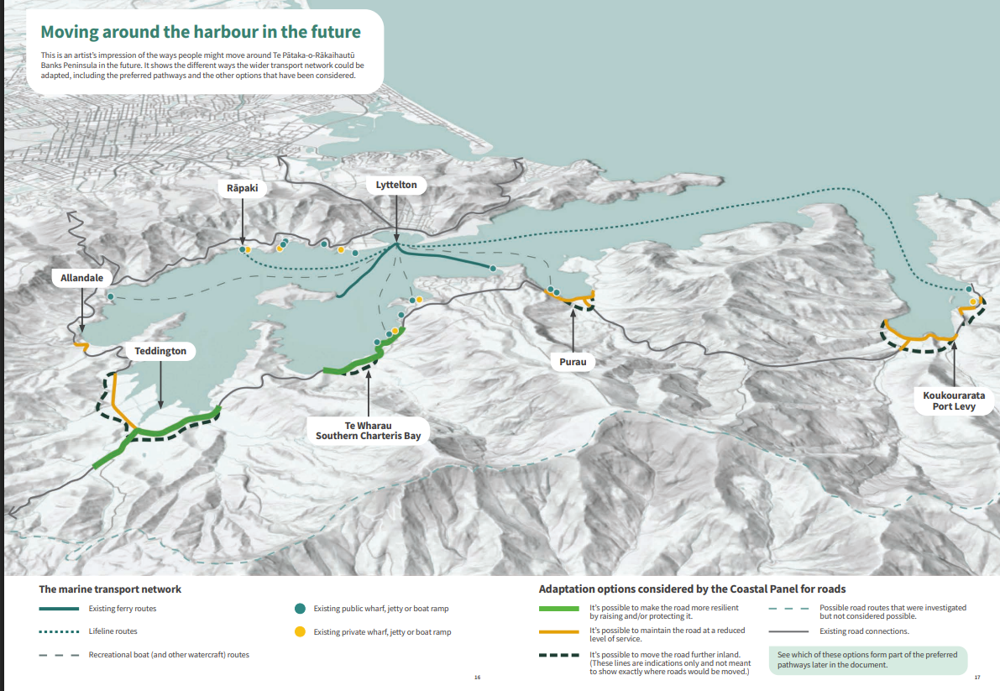 Moving around the harbour in the future
This is an artist's impression of the ways people might move around Te Pātaka-o-Rākaihautū
Banks Peninsula in the future. It shows the different ways the wider transport network could be
adapted, including the preferred pathways and the other options that have been considered.
Rāpaki
Lyttelton
Allandale
Teddington
Purau
Koukourarata
Port Levy
Te Wharau
Southern Charteris Bay
The marine transport network
Existing ferry routes
Lifeline routes
Recreational boat (and other watercraft) routes
Existing public wharf, jetty or boat ramp
Existing private wharf, jetty or boat ramp
16
Adaptation options considered by the Coastal Panel for roads
It's possible to make the road more resilient
by raising and/or protecting it.
It's possible to maintain the road at a reduced
level of service.
It's possible to move the road further inland.
(These lines are indications only and not meant
to show exactly where roads would be moved.)
Possible road routes that were investigated
but not considered possible.
Existing road connections.
See which of these options form part of the preferred
pathways later in the document.
17